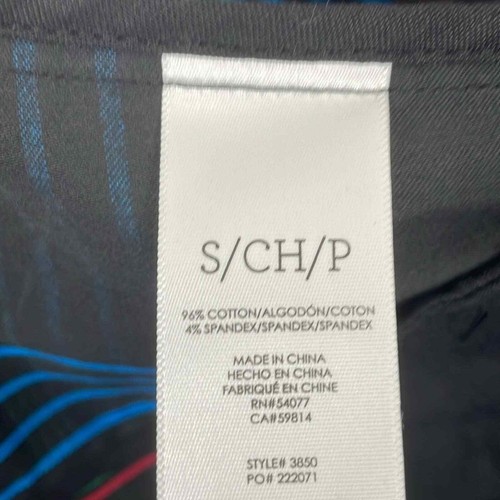 S/CH/P
96% COTTON/ALGODÓN/COTON
4% SPANDEX/SPANDEX/SPANDEX
MADE IN CHINA
HECHO EN CHINA
FABRIQUÉ EN CHINE
RN#54077
CA#59814
STYLE# 3850
PO# 222071